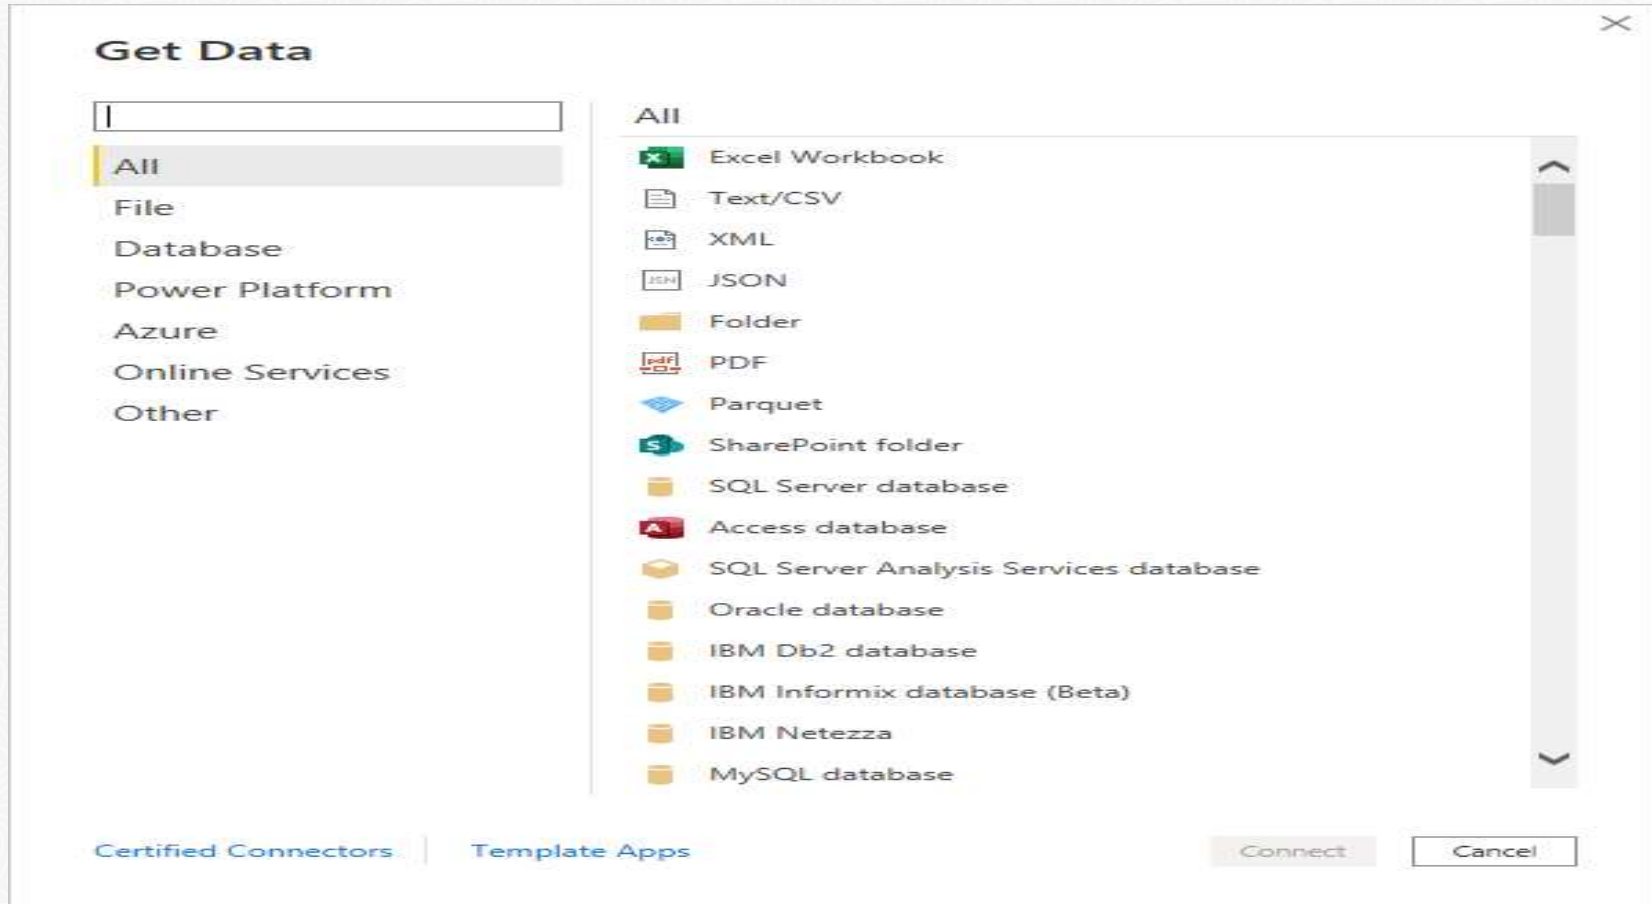 Get Data
All
File
Database
Power Platform
Azure
Online Services
Other
All
Excel Workbook
Text/CSV
XML
JSON
Folder
PDF
Parquet
SharePoint folder
SQL Server database
Access database
SQL Server Analysis Services database
Oracle database
IBM Db2 database
IBM Informix database (Beta)
IBM Netezza
MySQL database
Certified Connectors
Template Apps
Connect
Cancel